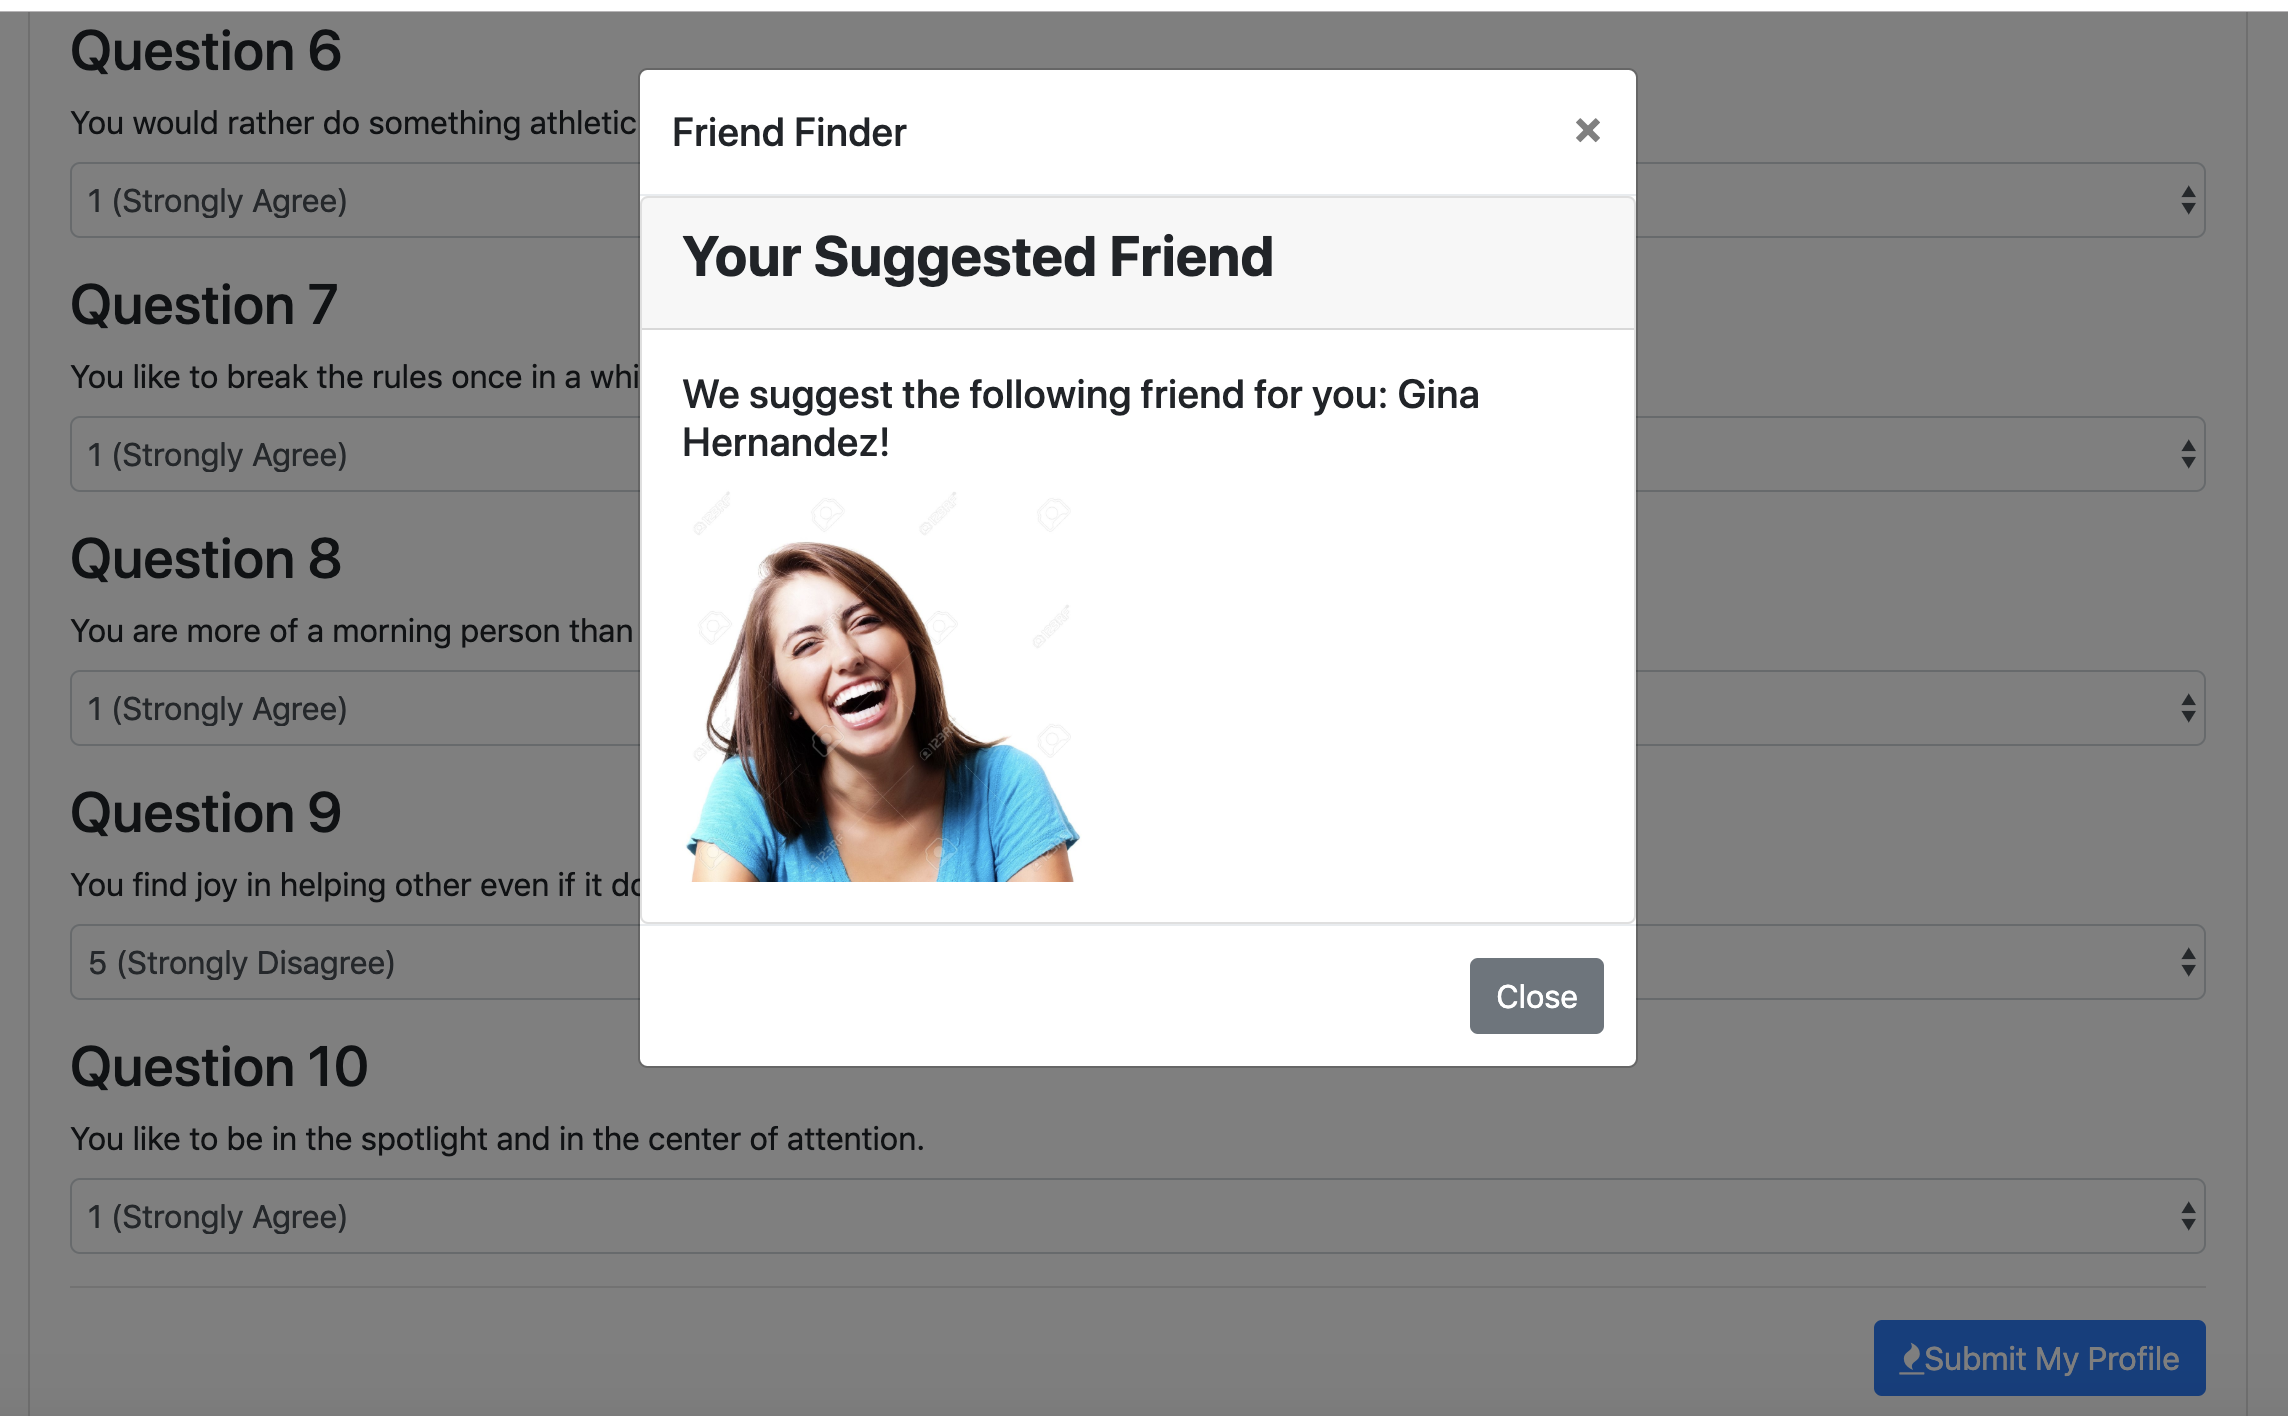 Question 6
You would rather do something athletic
1 (Strongly Agree)
Question 7
You like to break the rules once in a whi
1 (Strongly Agree)
Question 8
You are more of a morning person than
1 (Strongly Agree)
Question 9
You find joy in helping other even if it do
5 (Strongly Disagree)
Question 10
You like to be in the spotlight and in the center of attention.
1 (Strongly Agree)
Submit My Profile
Friend Finder
×
Your Suggested Friend
We suggest the following friend for you: Gina
Hernandez!
Close